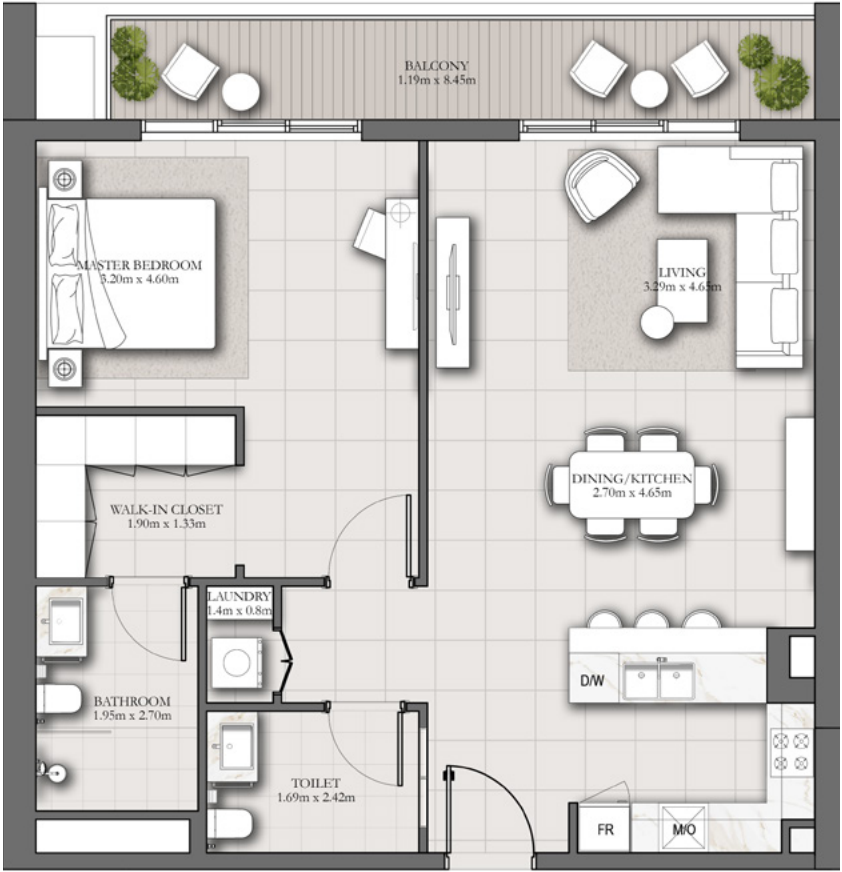 BALCONY
1.19m x 8.45m
MASTER BEDROOM
3.20m x 4.60m
LIVING
3.29m x 4.65m
DINING/KITCHEN
2.70m x 4.65m
WALK-IN CLOSET
1.90m x 1.33m
LAUNDRY
1.4m x 0.8m
D/W
BATHROOM
1.95m x 2.70m
TOILET
1.69m x 2.42m
FR
M/O